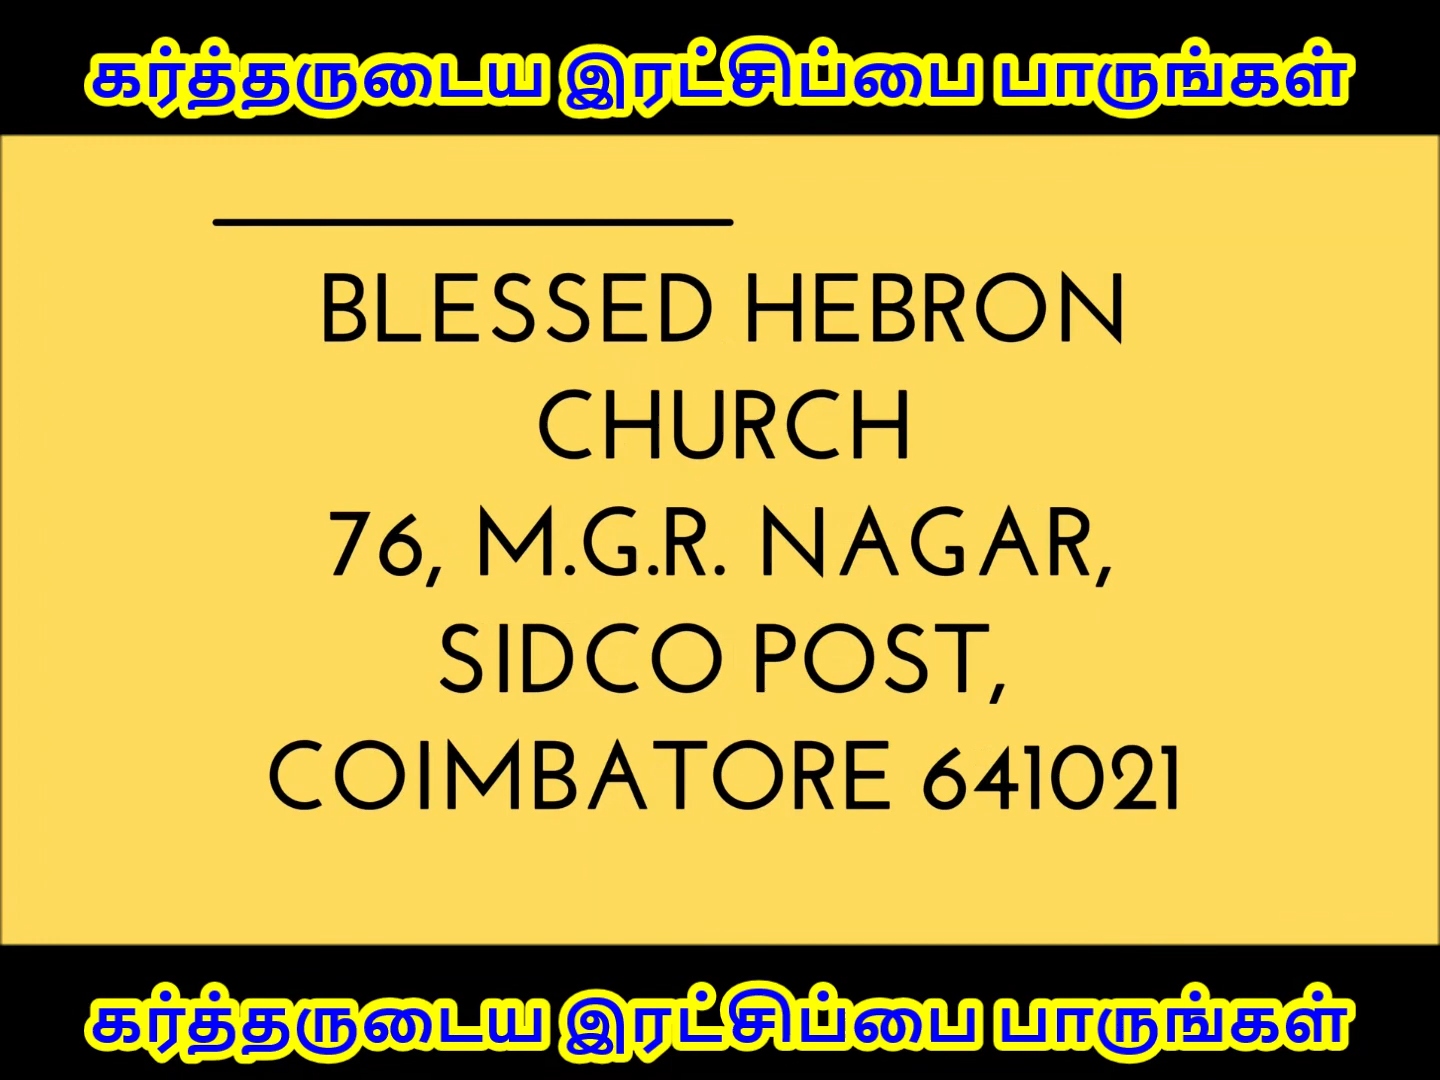 கர்த்தருடைய இரட்சிப்பை பாருங்கள்
BLESSED HEBRON
CHURCH
76, M.G.R. NAGAR,
SIDCO POST,
COIMBATORE 641021
கர்த்தருடைய இரட்சிப்பை பாருங்கள்